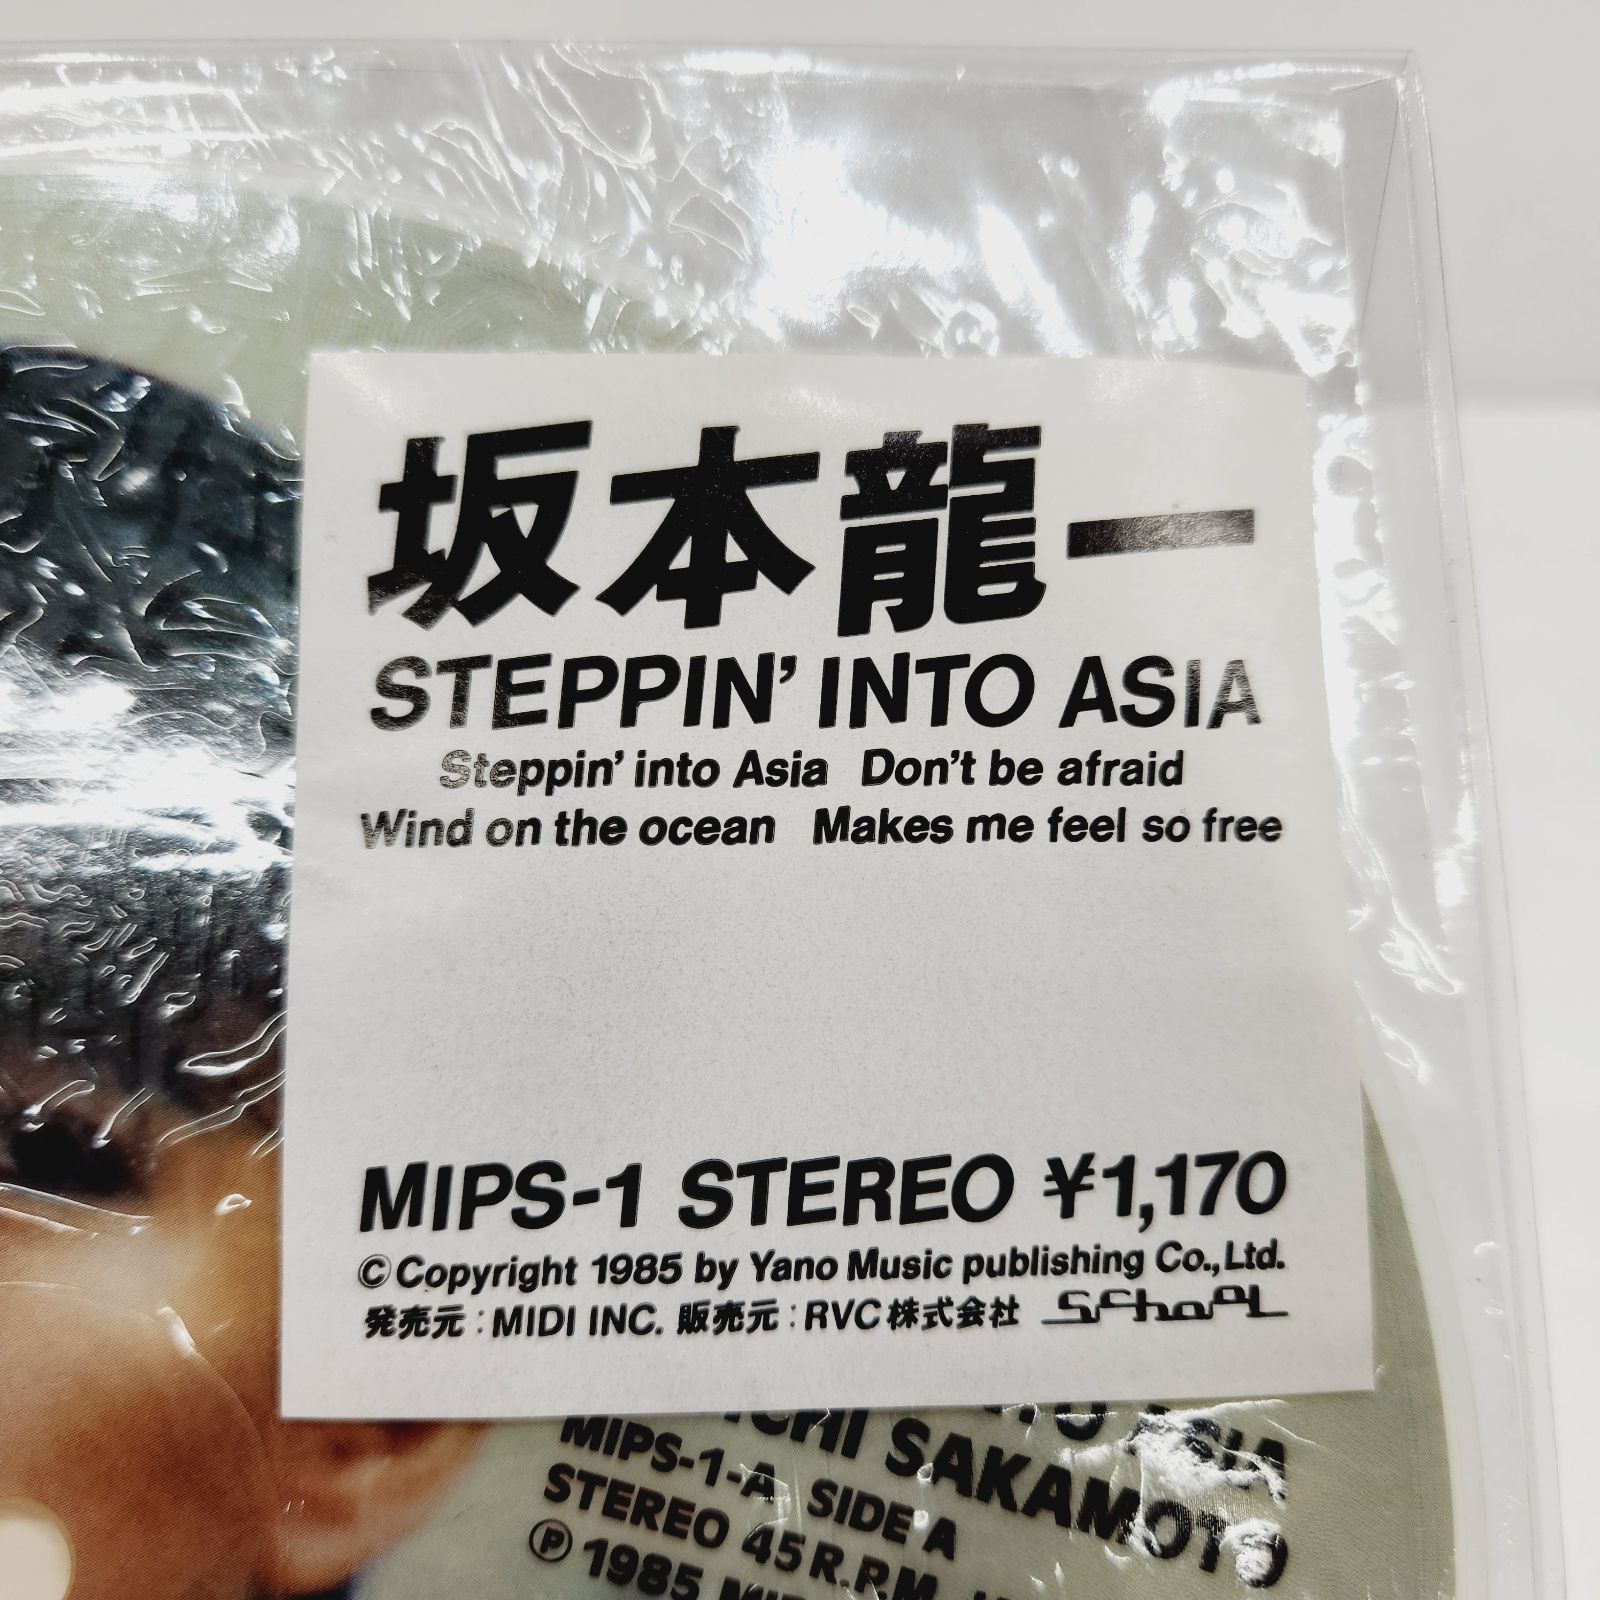 坂本龍一
STEPPIN' INTO ASIA
Steppin' into Asia Don't be afraid
Wind on the ocean Makes me feel so free
MIPS-1 STEREO ¥1,170
©Copyright 1985 by Yano Music publishing Co.,Ltd.
発売元:MIDI INC. 販売元:RVC株式会社 SchooL
ASIA
SAKAMOTO
MIPS-1-A SIDE A
STEREO 45 R.P.M.
Ⓟ 1985